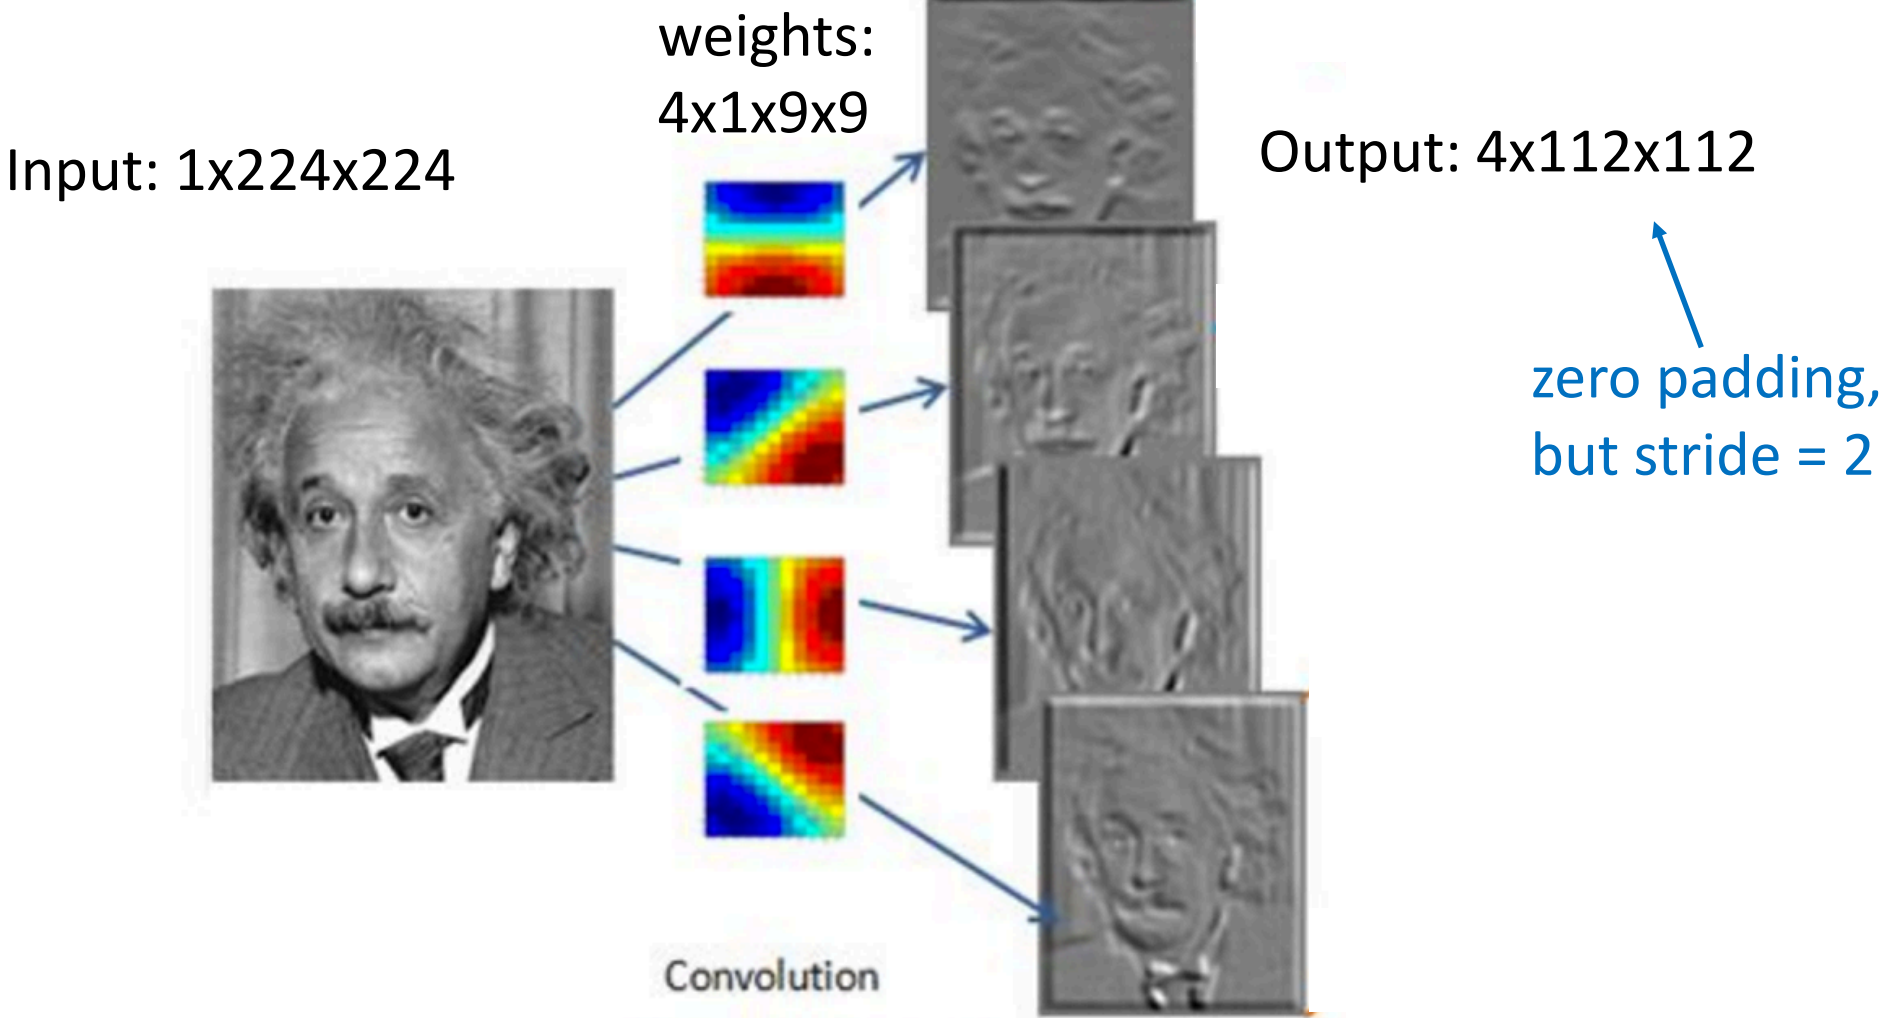 weights:
4x1x9x9
Input: 1x224x224
Output: 4x112x112
zero padding,
but stride = 2
Convolution